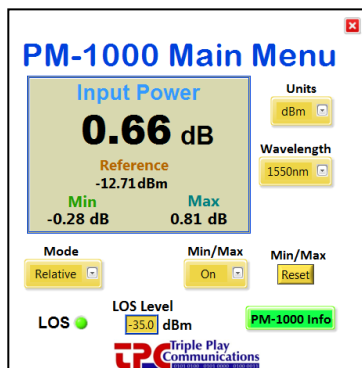 PM-1000 Main Menu
Input Power
0.66 dB
Reference
-12.71 dBm
Min Max
-0.28 dB 0.81 dB
Units
dBm
Wavelength
1550nm
Mode Min/Max Min/Max
Relative On Reset
LOS LOS Level
-35.0 dBm
PM-1000 Info
TPC Triple Play
Communications